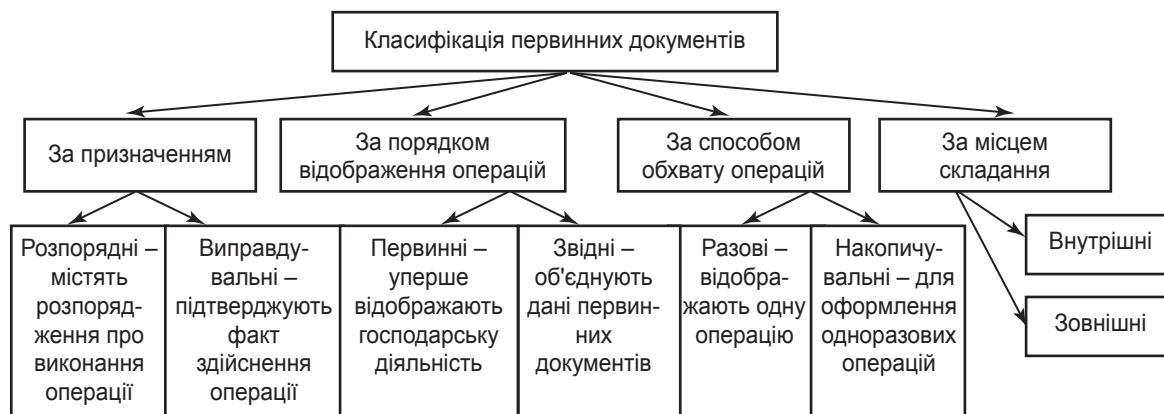 Класифікація первинних документів
За призначенням
За порядком
відображення операцій
За способом
обхвату операцій
За місцем
складання
Розпорядні –
містять
розпоряд-
ження про
виконання
операції
Виправду-
вальні –
підтверджують
факт
здійснення
операції
Первинні –
уперше
відображають
господарську
діяльність
Звідні –
об'єднують
дані первин-
них
документів
Разові –
відобра-
жають одну
операцію
Накопичу-
вальні – для
оформлення
одноразових
операцій
Внутрішні
Зовнішні